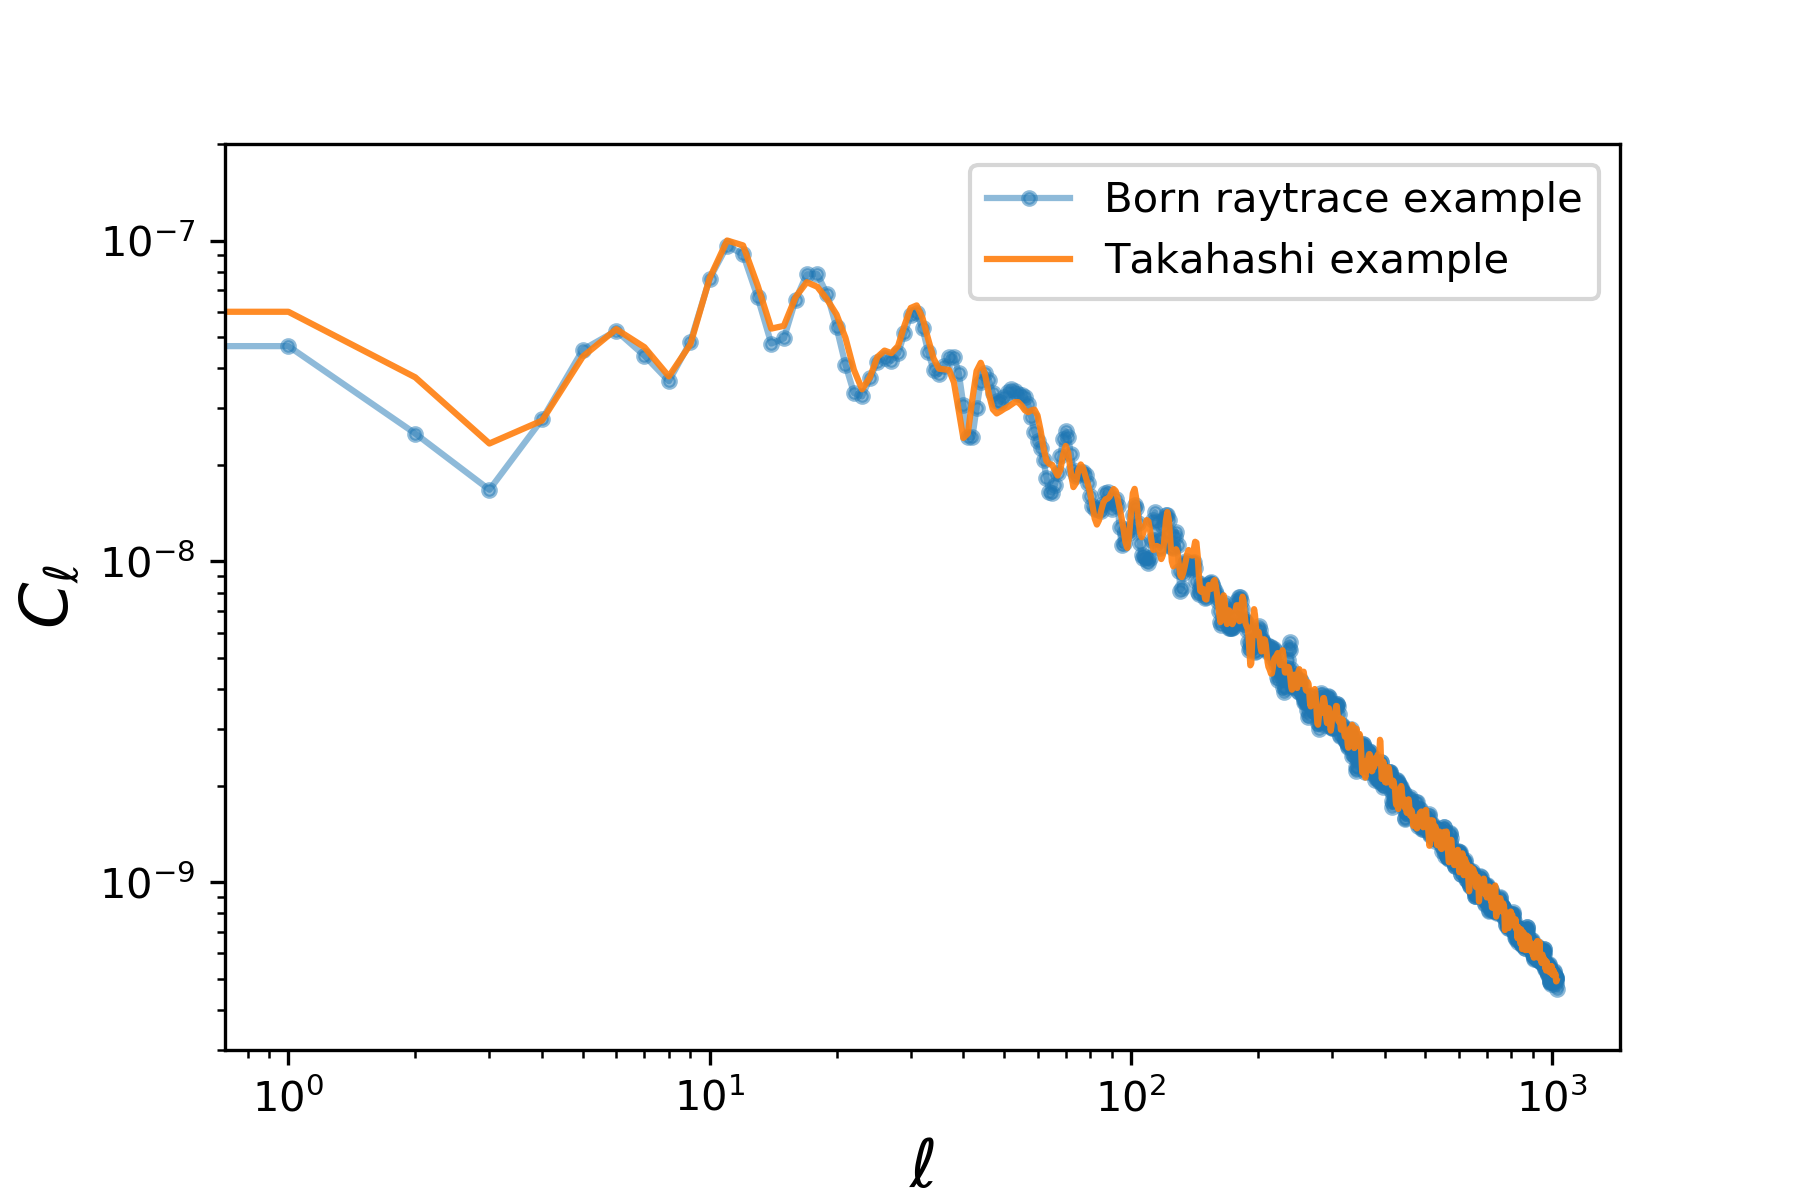 Born raytrace example
Takahashi example
10⁻⁷
10⁻⁸
10⁻⁹
C_ℓ
10⁰ 10¹ 10² 10³
ℓ